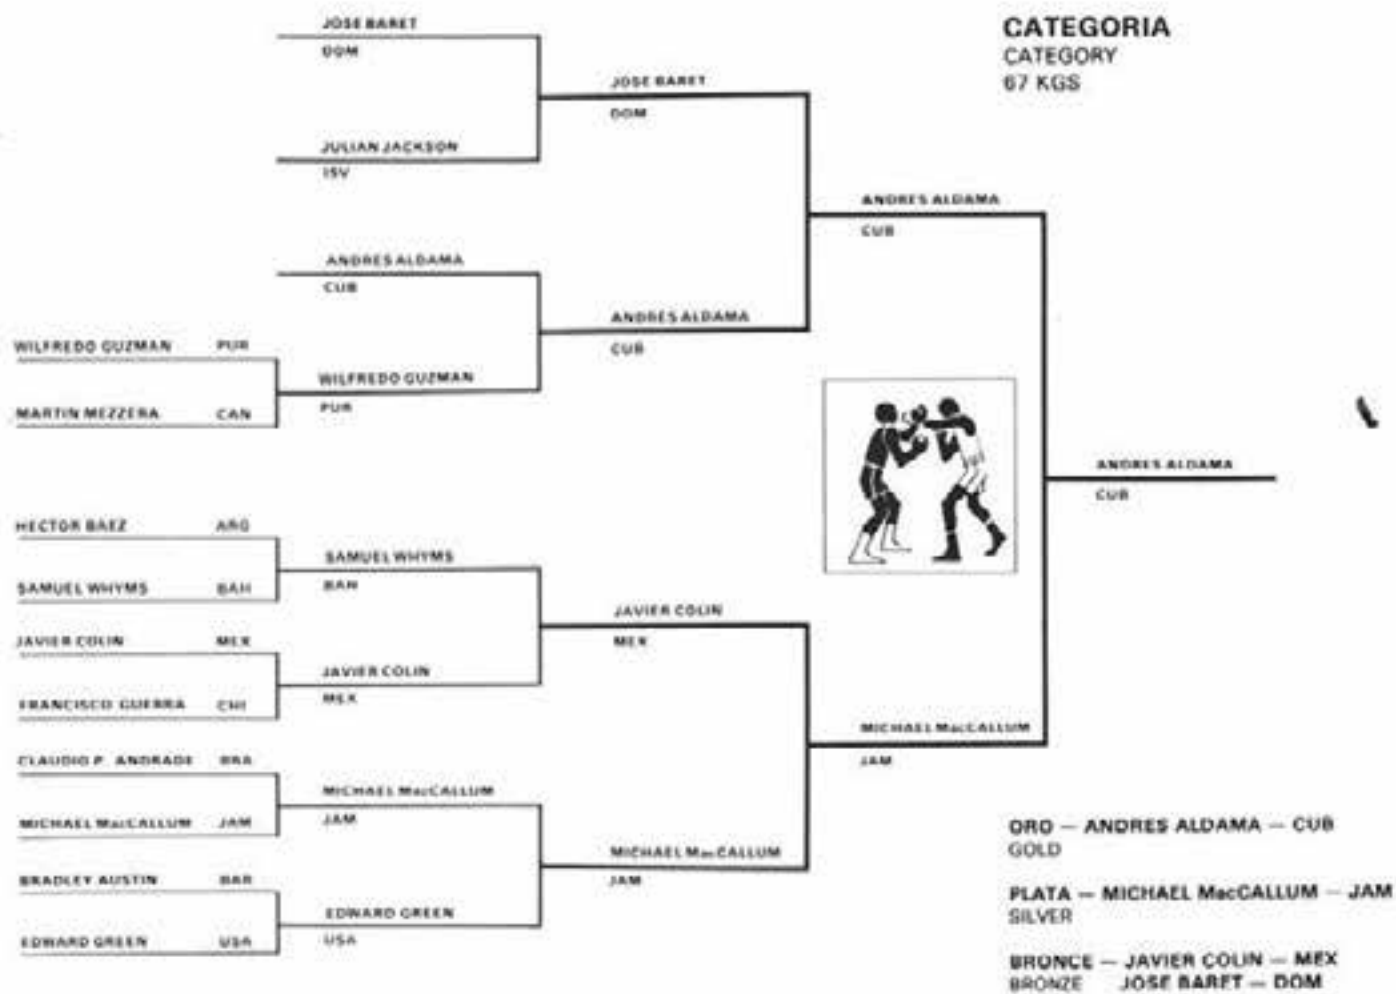 CATEGORIA
CATEGORY
67 KGS
JOSE BARET
DOM
JULIAN JACKSON
ISV
JOSE BARET
DOM
ANDRES ALDAMA
CUB
ANDRES ALDAMA
CUB
WILFREDO GUZMAN PUR
MARTIN MEZZERA CAN
WILFREDO GUZMAN
PUR
ANDRES ALDAMA
CUB
ANDRES ALDAMA
CUB
HECTOR BAEZ ARG
SAMUEL WHYMS BAH
SAMUEL WHYMS
BAH
JAVIER COLIN MEX
FRANCISCO GUERRA CHI
JAVIER COLIN
MEX
JAVIER COLIN
MEX
CLAUDIO P. ANDRADE BRA
MICHAEL MacCALLUM JAM
MICHAEL MacCALLUM
JAM
BRADLEY AUSTIN BAR
EDWARD GREEN USA
EDWARD GREEN
USA
MICHAEL MacCALLUM
JAM
MICHAEL MacCALLUM
JAM
ORO — ANDRES ALDAMA — CUB
GOLD
PLATA — MICHAEL MacCALLUM — JAM
SILVER
BRONCE — JAVIER COLIN — MEX
BRONZE JOSE BARET — DOM